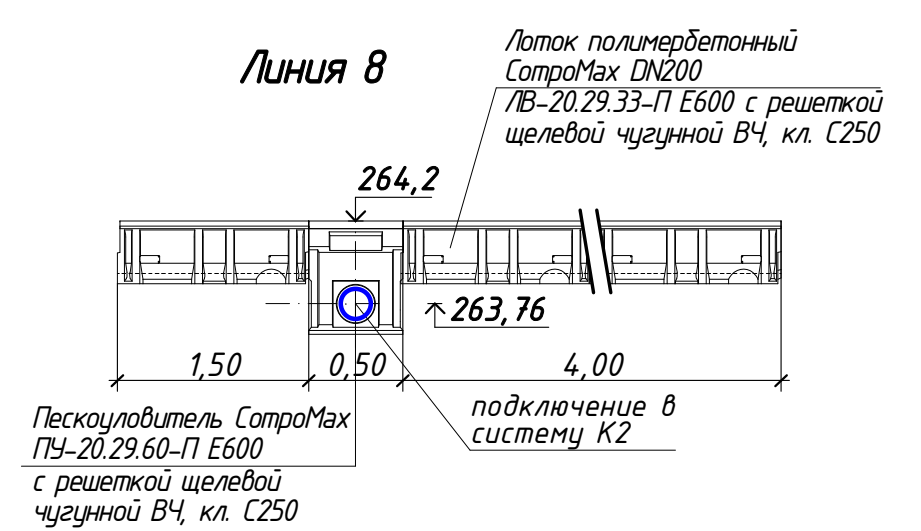 Линия 8
Лоток полимербетонный
CompoMax DN200
ЛВ-20.29.33-П Е600 с решеткой
щелевой чугунной ВЧ, кл. С250
264,2
263,76
1,50
0,50
4,00
подключение в
систему К2
Пескоуловитель CompoMax
ПУ-20.29.60-П Е600
с решеткой щелевой
чугунной ВЧ, кл. С250